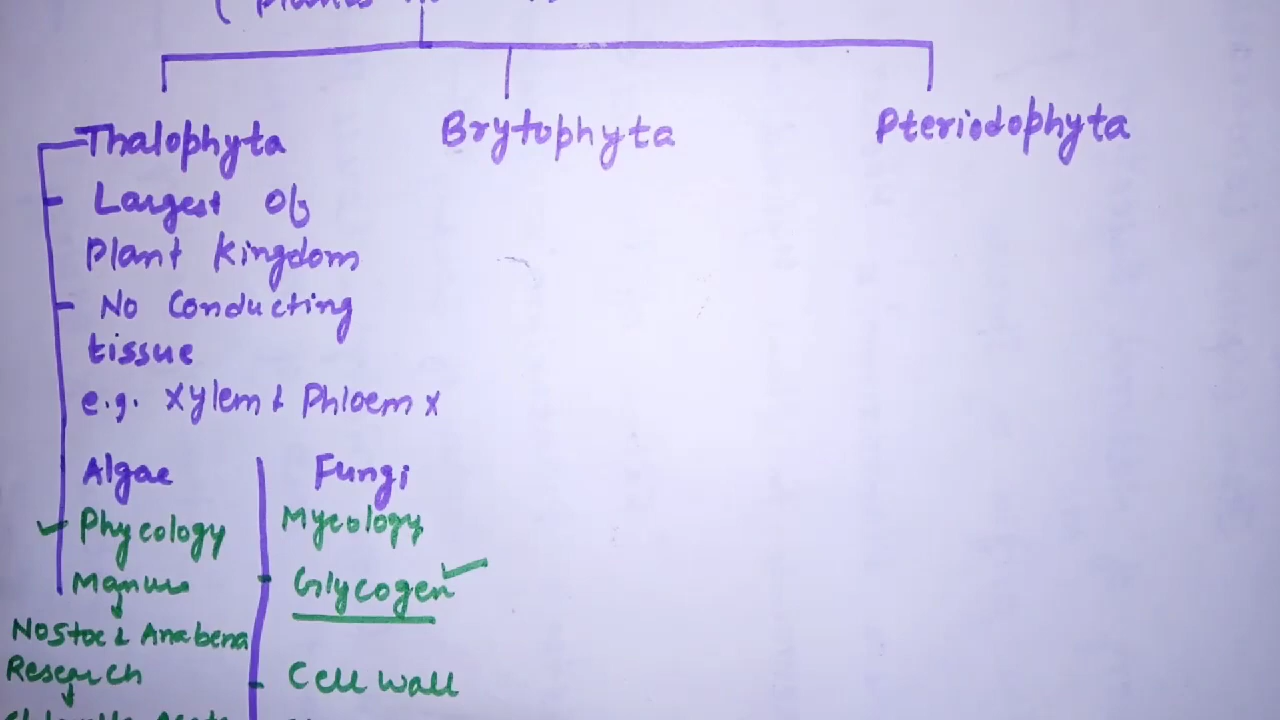 Thalophyta Brytophyta Pteriodophyta
Largest of
Plant Kingdom
No Conducting
tissue
e.g. Xylem & Phloem x
Algae Fungi
Phycology Mycology
Manure Glycogen
Nostoc & Anabena
Research Cell wall